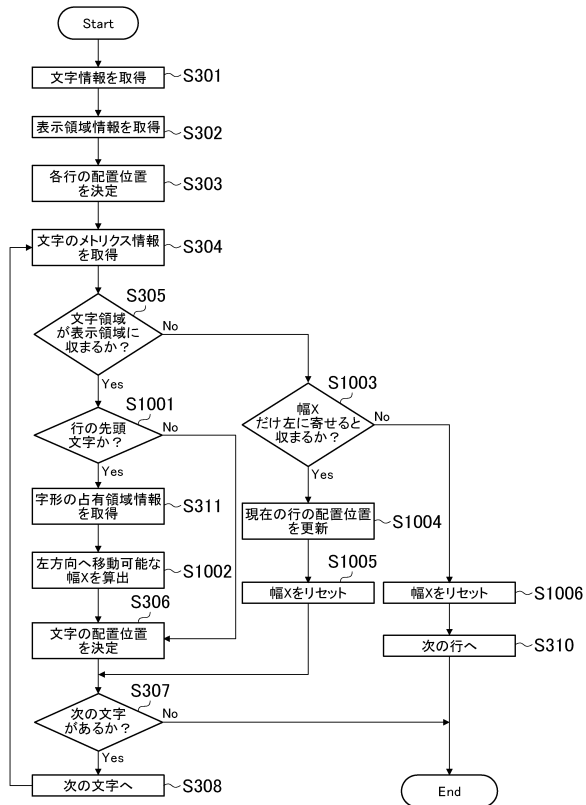 Start
文字情報を取得
S301
表示領域情報を取得
S302
各行の配置位置
を決定
S303
文字のメトリクス情報
を取得
S304
S305
文字領域
が表示領域に
収まるか？
No
Yes
S1001
行の先頭
文字か？
No
Yes
字形の占有領域情報
を取得
S311
左方向へ移動可能な
幅Xを算出
S1002
S306
文字の配置位置
を決定
S307
次の文字
があるか？
No
Yes
次の文字へ
S308
S1003
幅X
だけ左に寄せると
収まるか？
No
Yes
現在の行の配置位置
を更新
S1004
S1005
幅Xをリセット
幅Xをリセット
S1006
次の行へ
S310
End